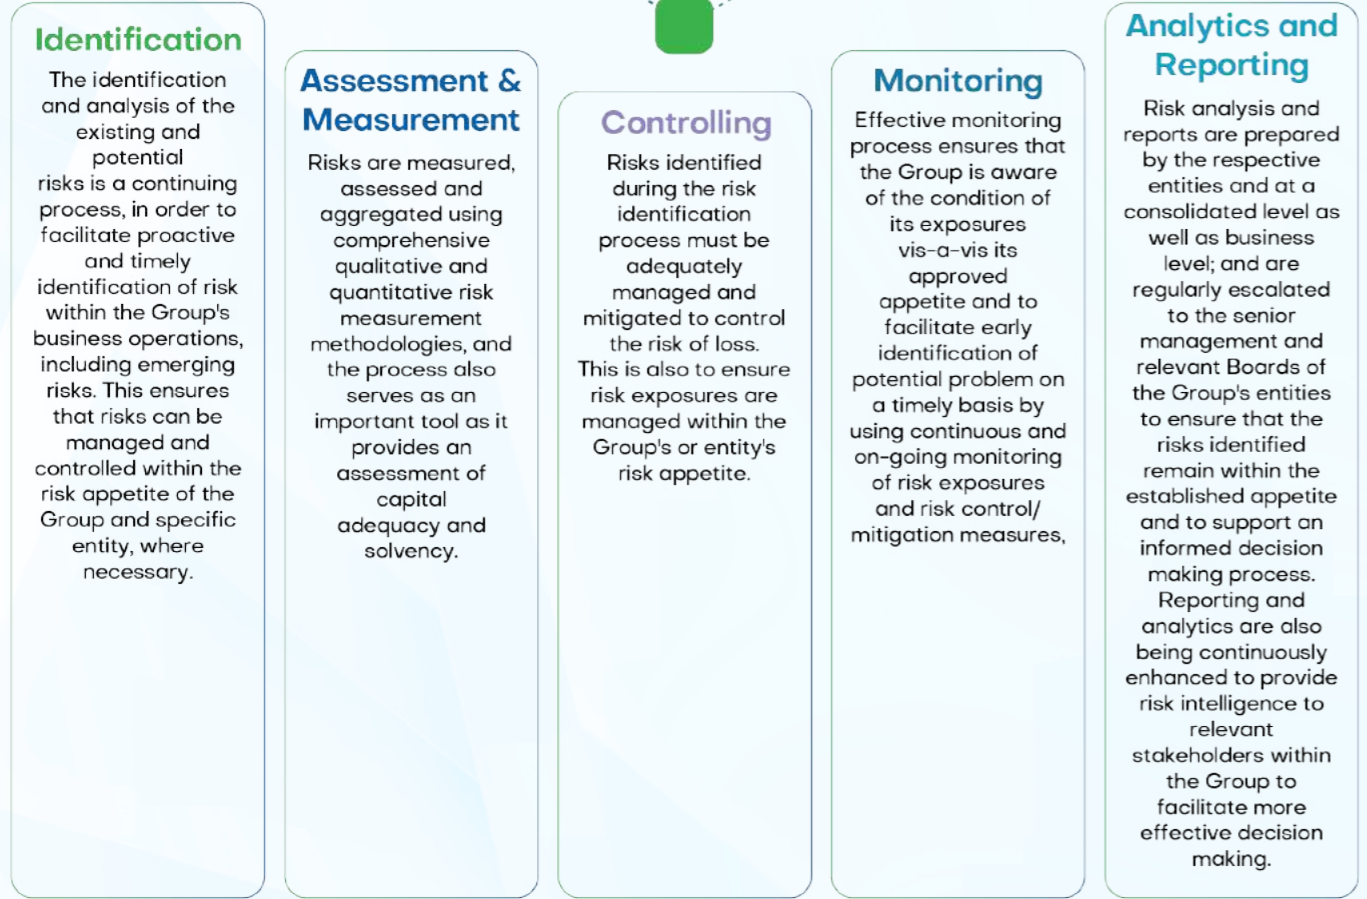 Identification
The identification
and analysis of the
existing and
potential
risks is a continuing
process, in order to
facilitate proactive
and timely
identification of risk
within the Group's
business operations,
including emerging
risks. This ensures
that risks can be
managed and
controlled within the
risk appetite of the
Group and specific
entity, where
necessary.
Assessment &
Measurement
Risks are measured,
assessed and
aggregated using
comprehensive
qualitative and
quantitative risk
measurement
methodologies, and
the process also
serves as an
important tool as it
provides an
assessment of
capital
adequacy and
solvency.
Controlling
Risks identified
during the risk
identification
process must be
adequately
managed and
mitigated to control
the risk of loss.
This is also to ensure
risk exposures are
managed within the
Group's or entity's
risk appetite.
Monitoring
Effective monitoring
process ensures that
the Group is aware
of the condition of
its exposures
vis-a-vis its
approved
appetite and to
facilitate early
identification of
potential problem on
a timely basis by
using continuous and
on-going monitoring
of risk exposures
and risk control/
mitigation measures,
Analytics and
Reporting
Risk analysis and
reports are prepared
by the respective
entities and at a
consolidated level as
well as business
level; and are
regularly escalated
to the senior
management and
relevant Boards of
the Group's entities
to ensure that the
risks identified
remain within the
established appetite
and to support an
informed decision
making process.
Reporting and
analytics are also
being continuously
enhanced to provide
risk intelligence to
relevant
stakeholders within
the Group to
facilitate more
effective decision
making.